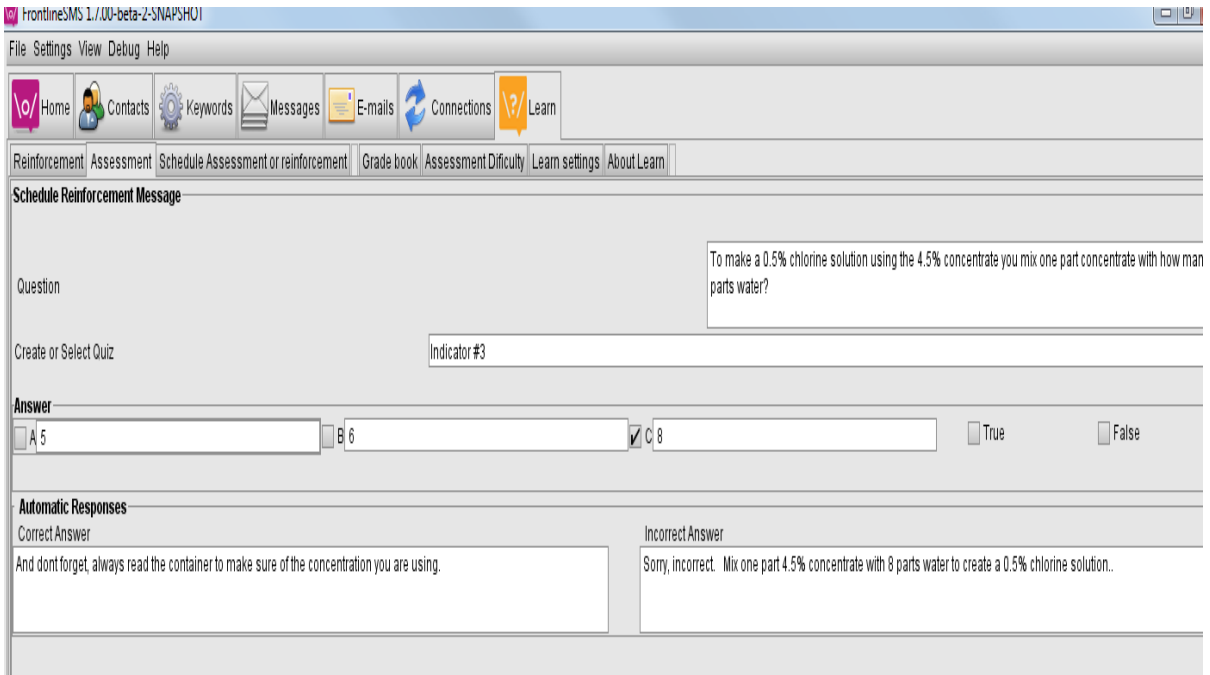 FrontlineSMS 1.7.00-beta-2-SNAPSHOT
File Settings View Debug Help
\o/ Home Contacts Keywords Messages E-mails Connections \?/ Learn
Reinforcement Assessment Schedule Assessment or reinforcement Grade book Assessment Dificulty Learn settings About Learn
Schedule Reinforcement Message
To make a 0.5% chlorine solution using the 4.5% concentrate you mix one part concentrate with how man
Question
parts water?
Create or Select Quiz Indicator #3
Answer
A 5 B 6 C 8 True False
Automatic Responses
Correct Answer Incorrect Answer
And dont forget, always read the container to make sure of the concentration you are using. Sorry, incorrect. Mix one part 4.5% concentrate with 8 parts water to create a 0.5% chlorine solution..